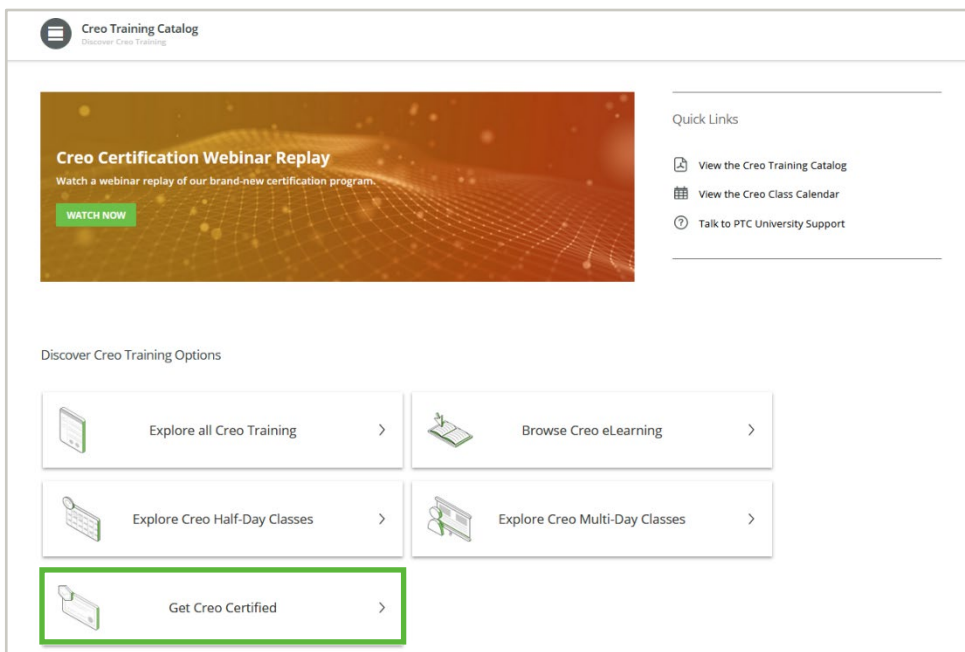 Creo Training Catalog
Discover Creo Training
Creo Certification Webinar Replay
Watch a webinar replay of our brand-new certification program.
WATCH NOW
Quick Links
View the Creo Training Catalog
View the Creo Class Calendar
Talk to PTC University Support
Discover Creo Training Options
Explore all Creo Training
Browse Creo eLearning
Explore Creo Half-Day Classes
Explore Creo Multi-Day Classes
Get Creo Certified